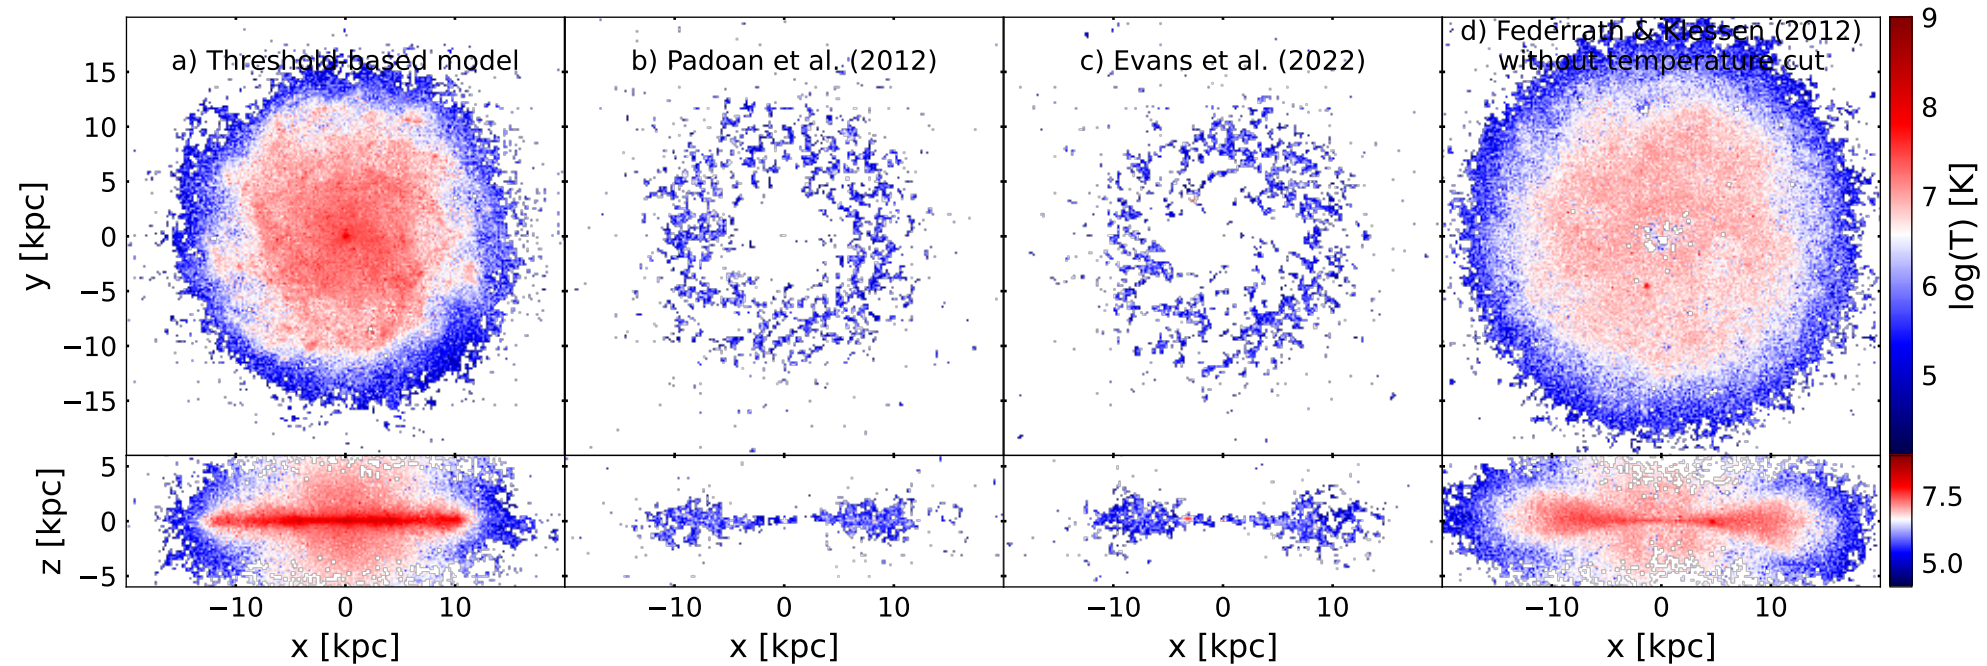 a) Threshold-based model
b) Padoan et al. (2012)
c) Evans et al. (2022)
d) Federrath & Klessen (2012)
without temperature cut
15
10
5
0
−5
−10
−15
y [kpc]
5
0
−5
z [kpc]
−10 0 10
x [kpc]
−10 0 10
x [kpc]
−10 0 10
x [kpc]
−10 0 10
x [kpc]
9
8
7
6
5
log(T) [K]
7.5
5.0